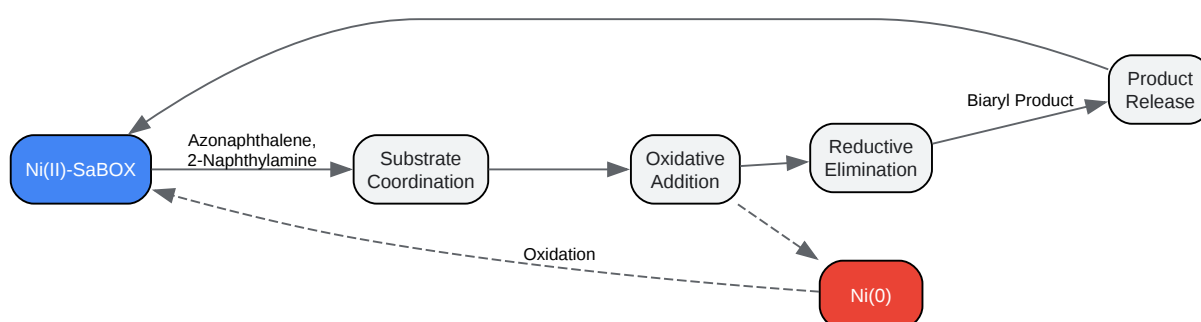 Ni(II)-SaBOX
Azonaphthalene,
2-Naphthylamine
Substrate
Coordination
Oxidative
Addition
Reductive
Elimination
Biaryl Product
Product
Release
Oxidation
Ni(0)